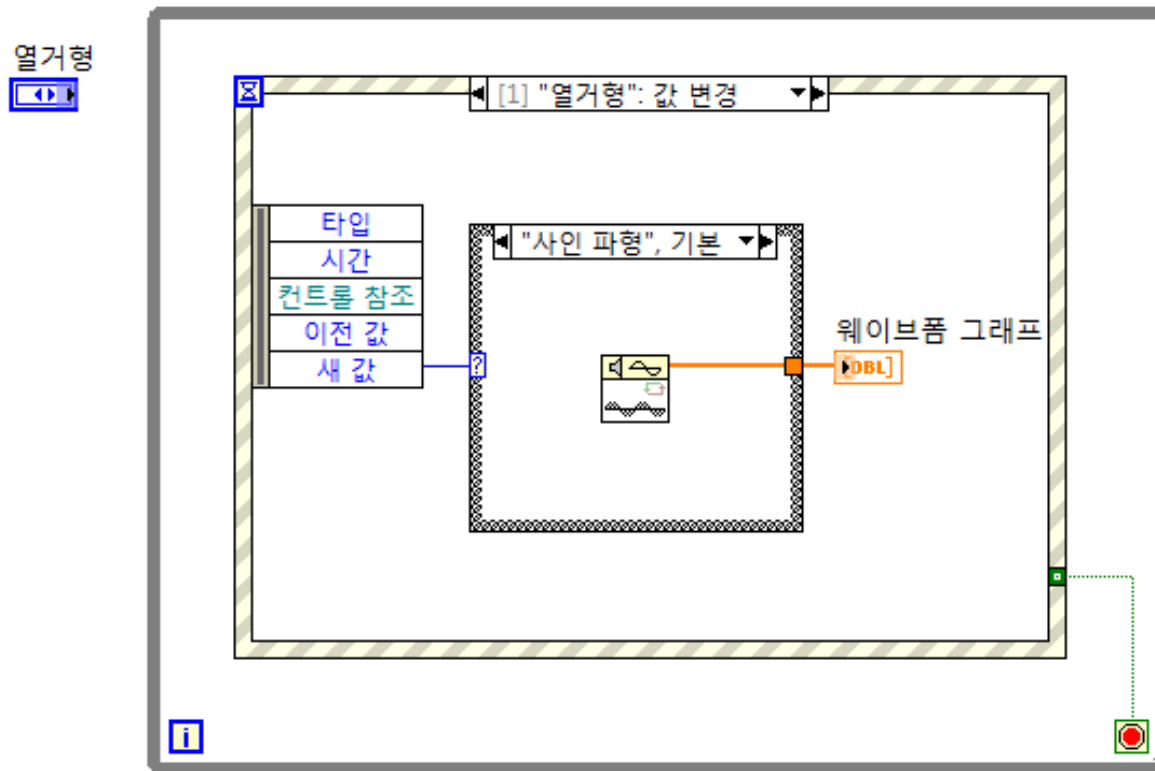 열거형
[1] "열거형": 값 변경
타입
시간
컨트롤 참조
이전 값
새 값
"사인 파형", 기본
?
웨이브폼 그래프
DBL]
i